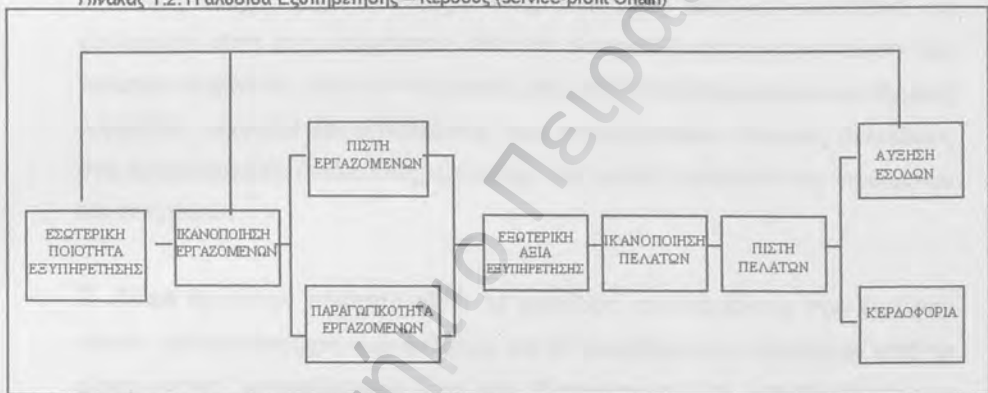 Πίνακας 1.2. Η αλυσίδα Εξυπηρέτησης – Κέρδους (service-profit Chain)
ΕΣΩΤΕΡΙΚΗ
ΠΟΙΟΤΗΤΑ
ΕΞΥΠΗΡΕΤΗΣΗΣ
ΙΚΑΝΟΠΟΙΗΣΗ
ΕΡΓΑΖΟΜΕΝΩΝ
ΠΙΣΤΗ
ΕΡΓΑΖΟΜΕΝΩΝ
ΠΑΡΑΓΩΓΙΚΟΤΗΤΑ
ΕΡΓΑΖΟΜΕΝΩΝ
ΕΞΩΤΕΡΙΚΗ
ΑΞΙΑ
ΕΞΥΠΗΡΕΤΗΣΗΣ
ΙΚΑΝΟΠΟΙΗΣΗ
ΠΕΛΑΤΩΝ
ΠΙΣΤΗ
ΠΕΛΑΤΩΝ
ΑΥΞΗΣΗ
ΕΣΟΔΩΝ
ΚΕΡΔΟΦΟΡΙΑ